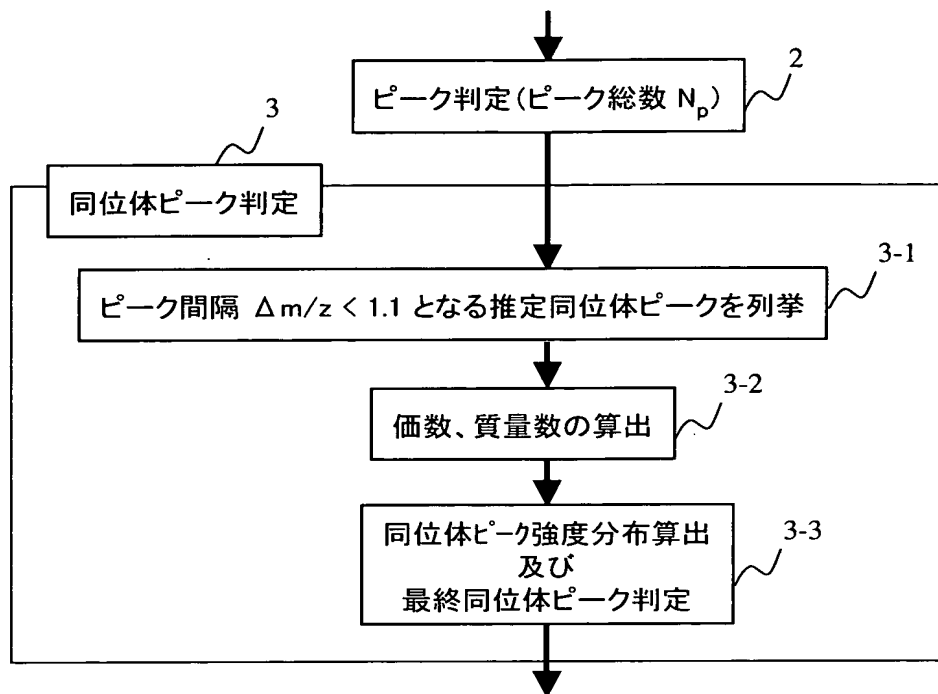 2
ピーク判定(ピーク総数 Np)
3
同位体ピーク判定
3-1
ピーク間隔 Δm/z < 1.1 となる推定同位体ピークを列挙
3-2
価数、質量数の算出
3-3
同位体ピーク強度分布算出
及び
最終同位体ピーク判定